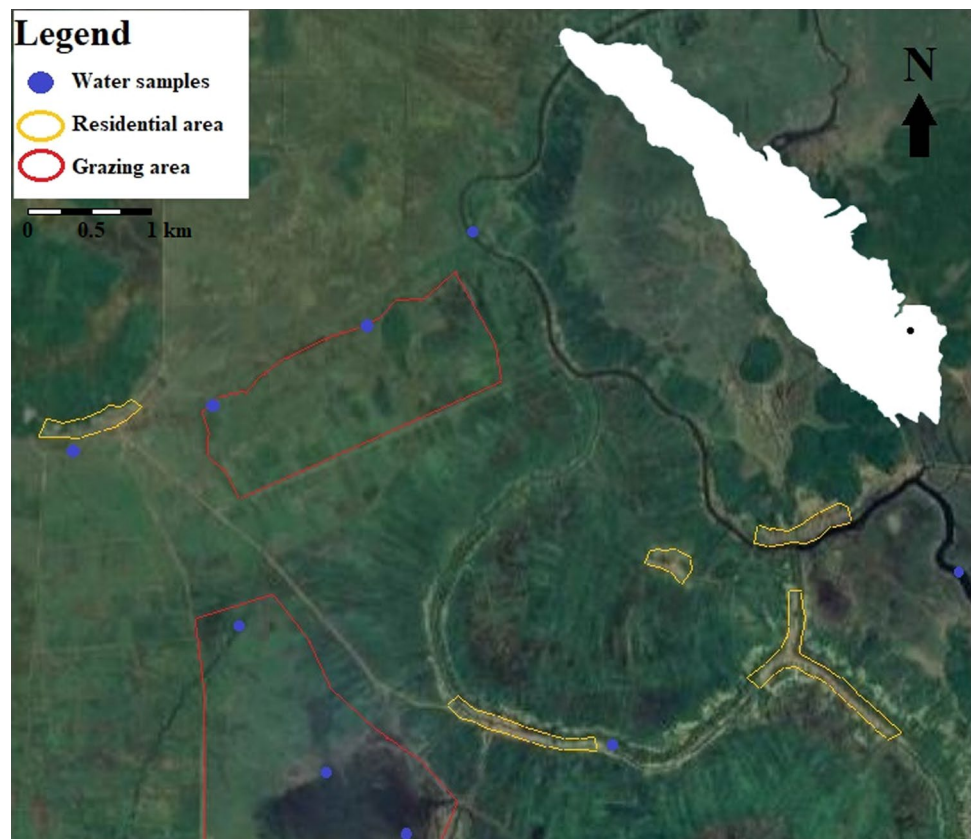 Legend
Water samples
Residential area
Grazing area
N
0 0.5 1 km